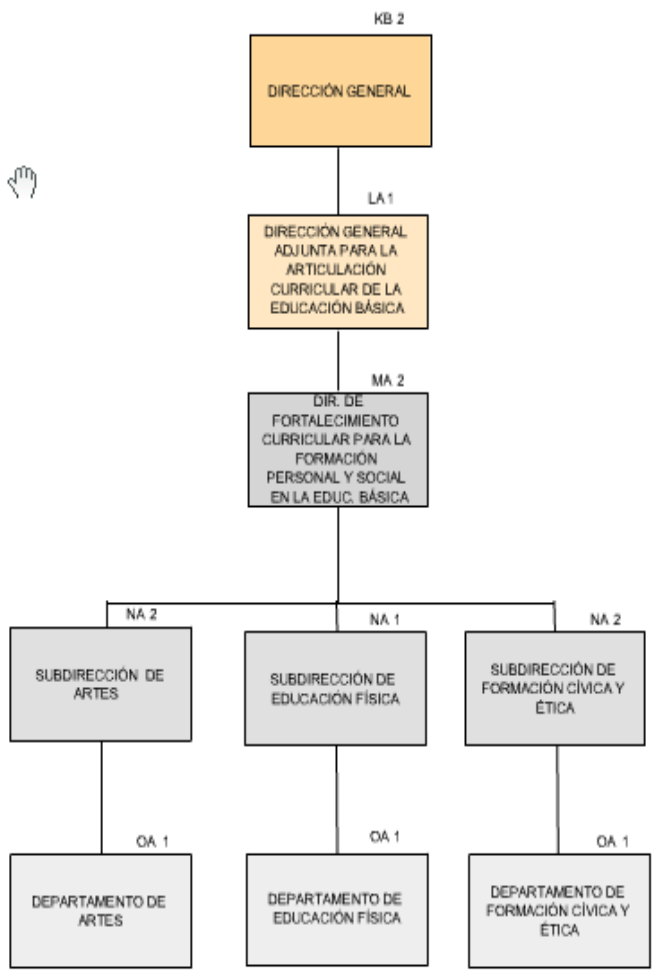 KB 2
DIRECCIÓN GENERAL
LA 1
DIRECCIÓN GENERAL
ADJUNTA PARA LA
ARTICULACIÓN
CURRICULAR DE LA
EDUCACIÓN BÁSICA
MA 2
DIR. DE
FORTALECIMIENTO
CURRICULAR PARA LA
FORMACIÓN
PERSONAL Y SOCIAL
EN LA EDUC. BÁSICA
NA 2
SUBDIRECCIÓN DE
ARTES
NA 1
SUBDIRECCIÓN DE
EDUCACIÓN FÍSICA
NA 2
SUBDIRECCIÓN DE
FORMACIÓN CÍVICA Y
ÉTICA
OA 1
DEPARTAMENTO DE
ARTES
OA 1
DEPARTAMENTO DE
EDUCACIÓN FÍSICA
OA 1
DEPARTAMENTO DE
FORMACIÓN CÍVICA Y
ÉTICA